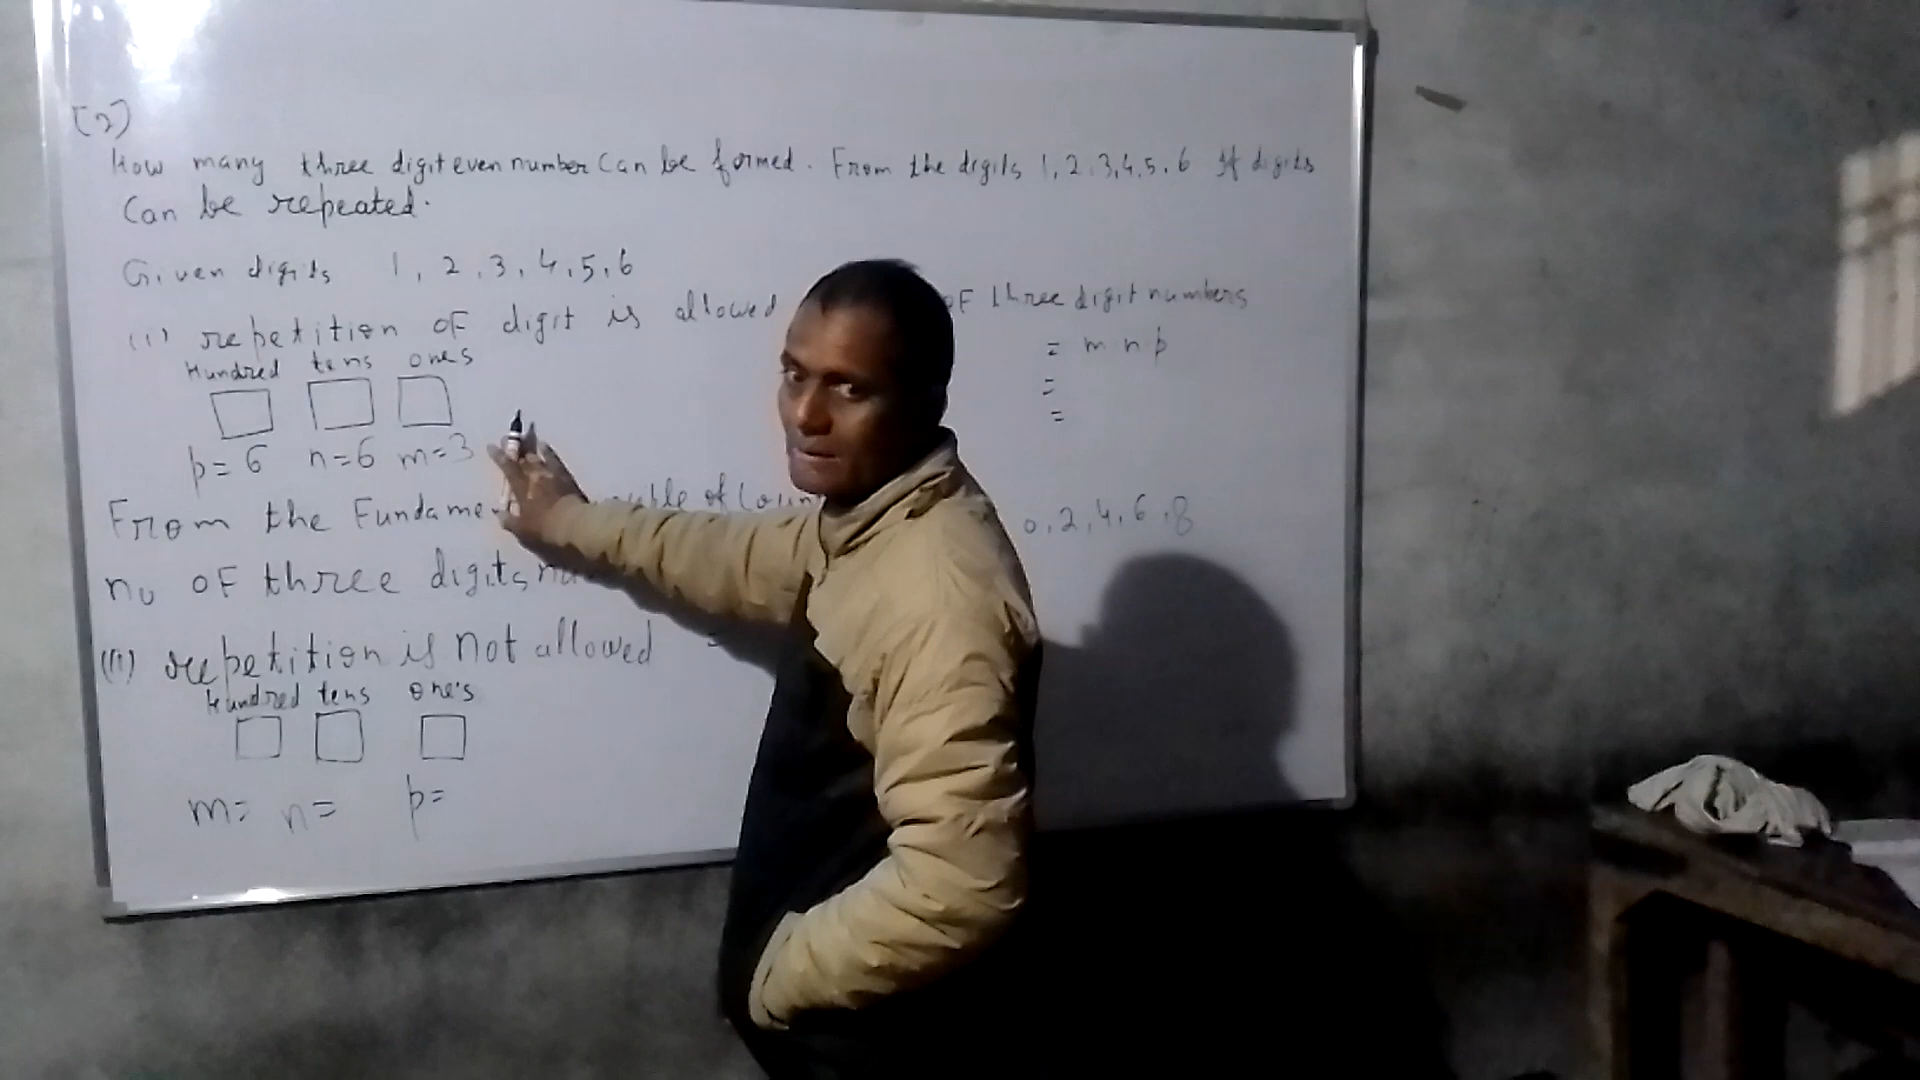 (2)
How many three digit even number Can be formed. From the digits 1, 2, 3, 4, 5, 6 If digits
Can be repeated.
Given digits 1, 2, 3, 4, 5, 6
(i) repetition OF digit is allowed OF three digit numbers
Hundred tens ones = m n p
=
=
p = 6 n = 6 m = 3
From the Fundame of Coun 0, 2, 4, 6, 8
no OF three digits
(ii) repetition is not allowed =
Hundred tens one's
m = n = p =